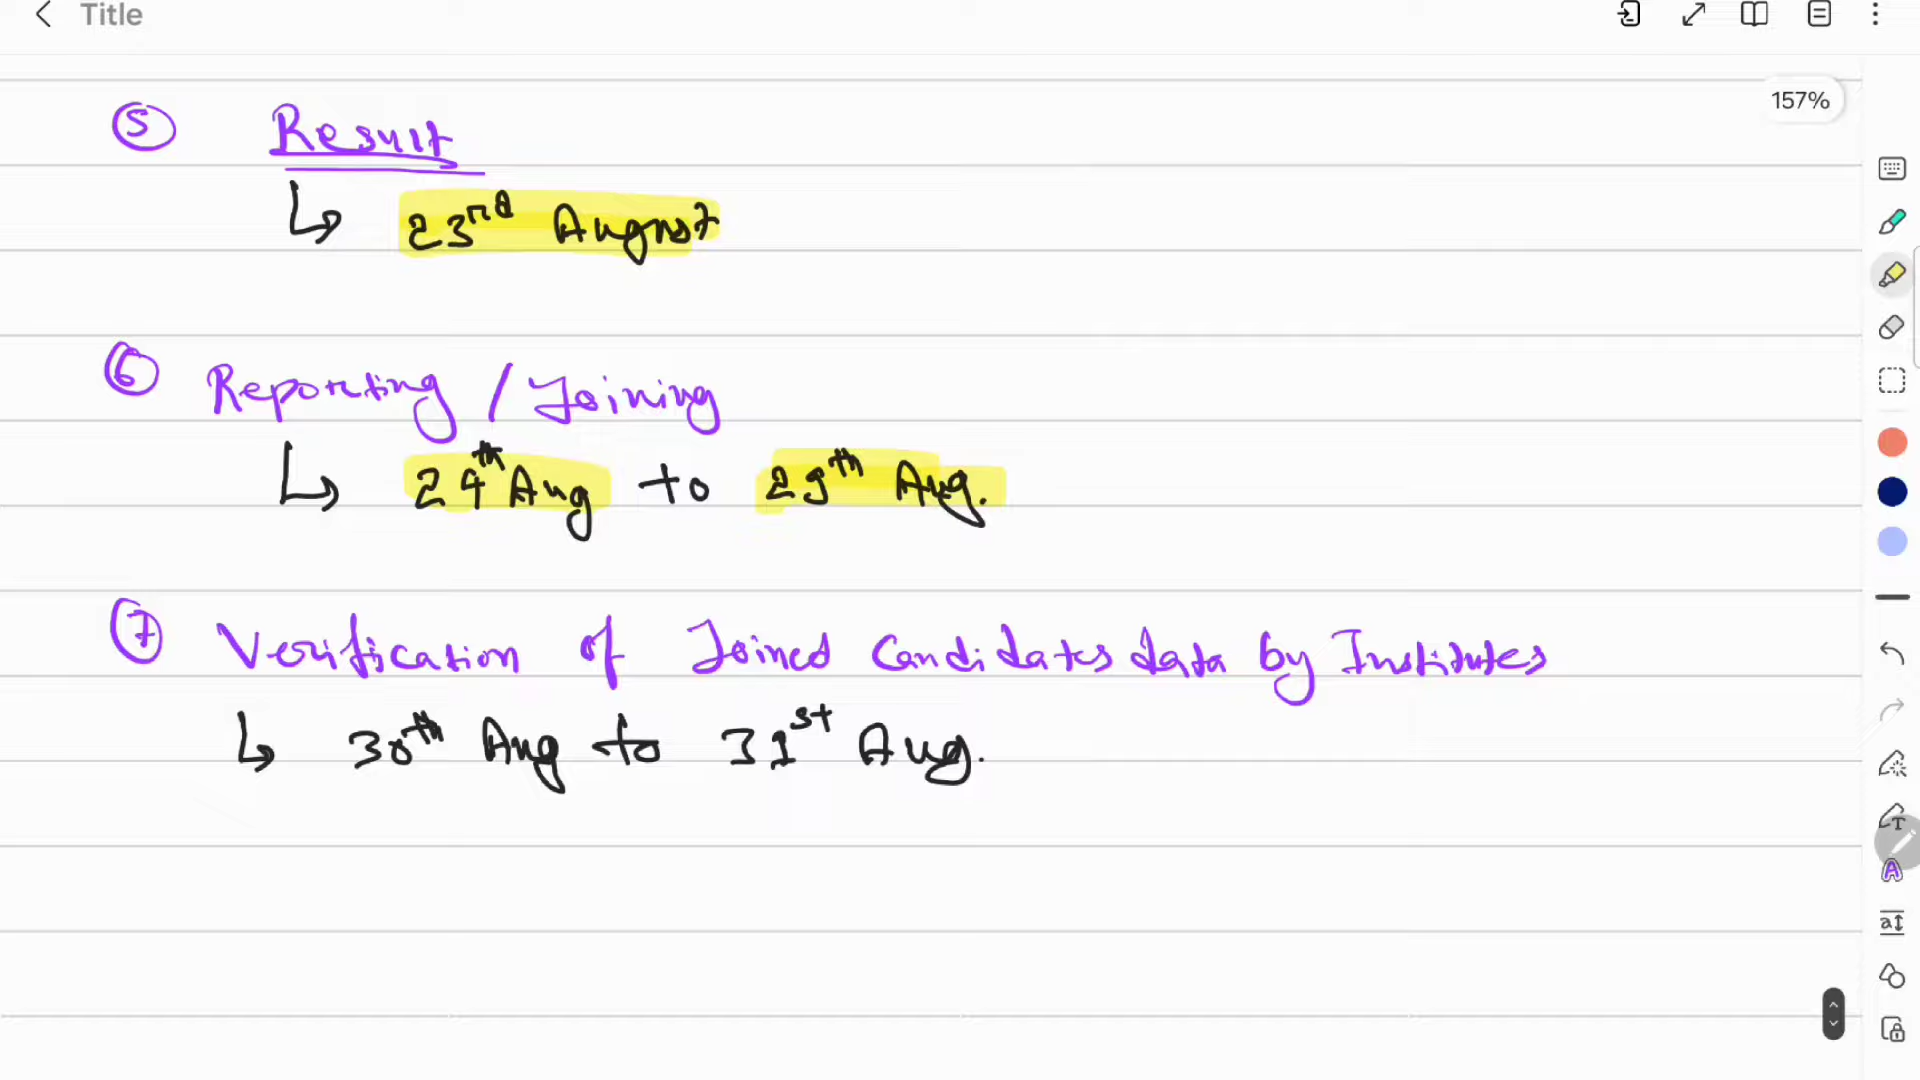 Title
157%
5 Result
↳ 23rd August
6 Reporting / Joining
↳ 24th Aug to 29th Aug.
7 Verification of Joined Candidates data by Institutes
↳ 30th Aug to 31st Aug.